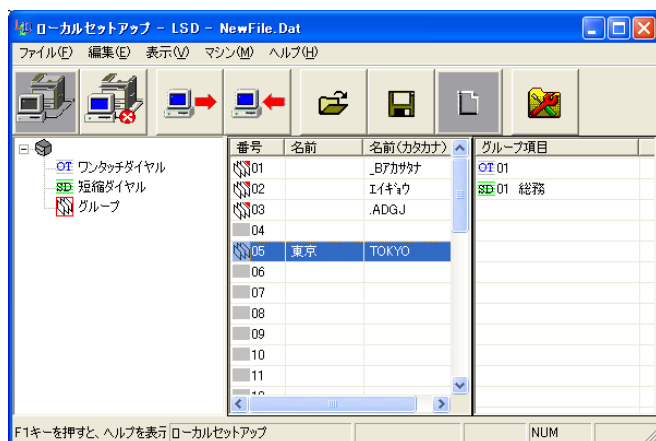 ローカルセットアップ - LSD - NewFile.Dat
ファイル(F) 編集(E) 表示(V) マシン(M) ヘルプ(H)
OT ワンタッチダイヤル
SD 短縮ダイヤル
グループ
番号 名前 名前(カタカナ) グループ項目
01 _Bアカサタナ OT 01
02 エイギョウ SD 01 総務
03 .ADGJ
04
05 東京 TOKYO
06
07
08
09
10
11
F1キーを押すと、ヘルプを表示 ローカルセットアップ NUM